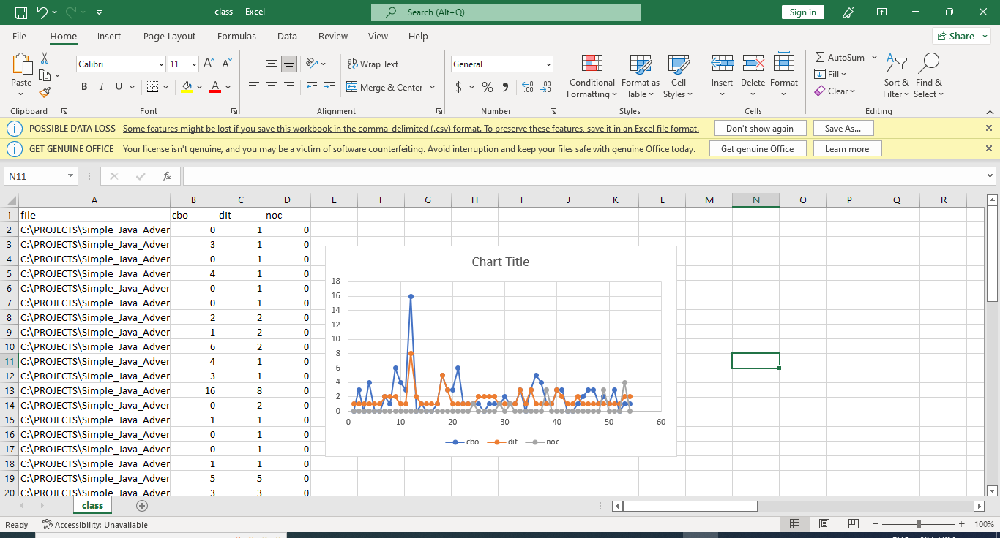 class - Excel
Search (Alt+Q)
Sign in
File Home Insert Page Layout Formulas Data Review View Help
Share
Paste
Calibri 11
B I U
Wrap Text
Merge & Center
General
$ % 9
Conditional Formatting
Format as Table
Cell Styles
Insert Delete Format
AutoSum
Fill
Clear
Sort & Filter
Find & Select
Clipboard Font Alignment Number Styles Cells Editing
POSSIBLE DATA LOSS Some features might be lost if you save this workbook in the comma-delimited (.csv) format. To preserve these features, save it in an Excel file format. Don't show again Save As...
GET GENUINE OFFICE Your license isn't genuine, and you may be a victim of software counterfeiting. Avoid interruption and keep your files safe with genuine Office today. Get genuine Office Learn more
N11 fx
A B C D E F G H I J K L M N O P Q R
1 file cbo dit noc
2 C:\PROJECTS\Simple_Java_Adver 0 1 0
3 C:\PROJECTS\Simple_Java_Adver 3 1 0
4 C:\PROJECTS\Simple_Java_Adver 0 1 0
5 C:\PROJECTS\Simple_Java_Adver 4 1 0
6 C:\PROJECTS\Simple_Java_Adver 0 1 0
7 C:\PROJECTS\Simple_Java_Adver 0 1 0
8 C:\PROJECTS\Simple_Java_Adver 2 2 0
9 C:\PROJECTS\Simple_Java_Adver 1 2 0
10 C:\PROJECTS\Simple_Java_Adver 6 2 0
11 C:\PROJECTS\Simple_Java_Adver 4 1 0
12 C:\PROJECTS\Simple_Java_Adver 3 1 0
13 C:\PROJECTS\Simple_Java_Adver 16 8 0
14 C:\PROJECTS\Simple_Java_Adver 0 2 0
15 C:\PROJECTS\Simple_Java_Adver 1 1 0
16 C:\PROJECTS\Simple_Java_Adver 0 1 0
17 C:\PROJECTS\Simple_Java_Adver 0 1 0
18 C:\PROJECTS\Simple_Java_Adver 1 1 0
19 C:\PROJECTS\Simple_Java_Adver 5 5 0
20 C:\PROJECTS\Simple_Java_Adver 3 3 0
Chart Title
18
16
14
12
10
8
6
4
2
0
0 10 20 30 40 50 60
cbo dit noc
class
Ready Accessibility: Unavailable 100%